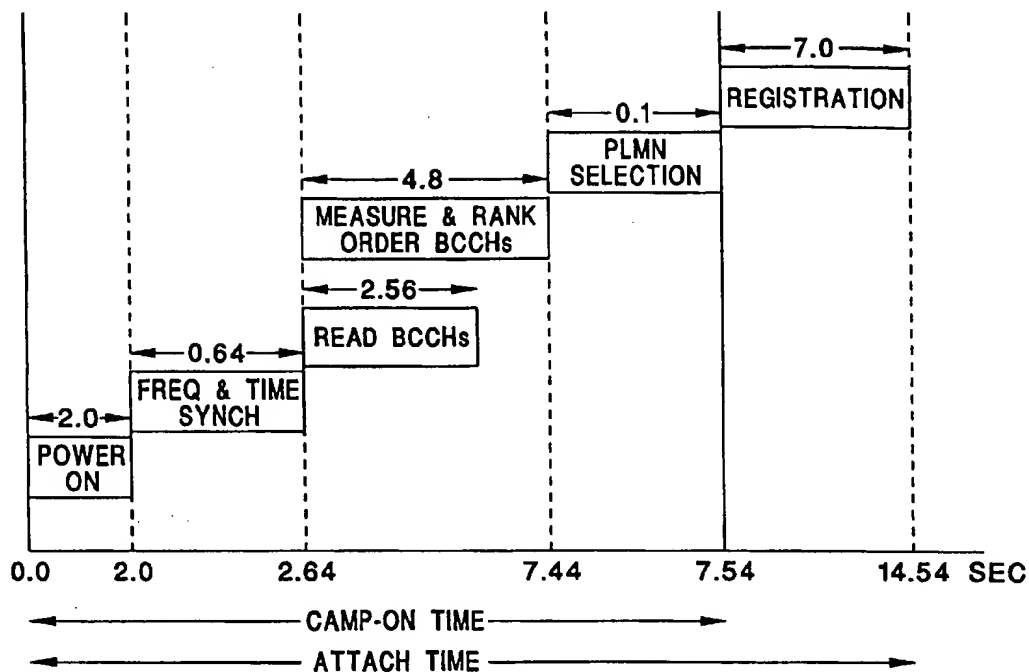 7.0
REGISTRATION
0.1
PLMN
SELECTION
4.8
MEASURE & RANK
ORDER BCCHs
2.56
READ BCCHs
0.64
FREQ & TIME
SYNCH
2.0
POWER
ON
0.0 2.0 2.64 7.44 7.54 14.54 SEC
CAMP-ON TIME
ATTACH TIME